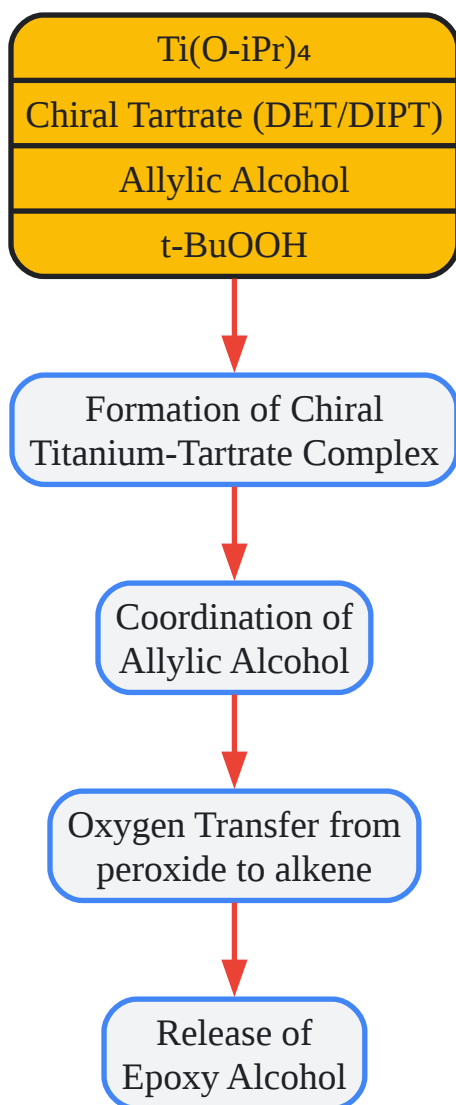 Ti(O-iPr)₄
Chiral Tartrate (DET/DIPT)
Allylic Alcohol
t-BuOOH
Formation of Chiral
Titanium-Tartrate Complex
Coordination of
Allylic Alcohol
Oxygen Transfer from
peroxide to alkene
Release of
Epoxy Alcohol